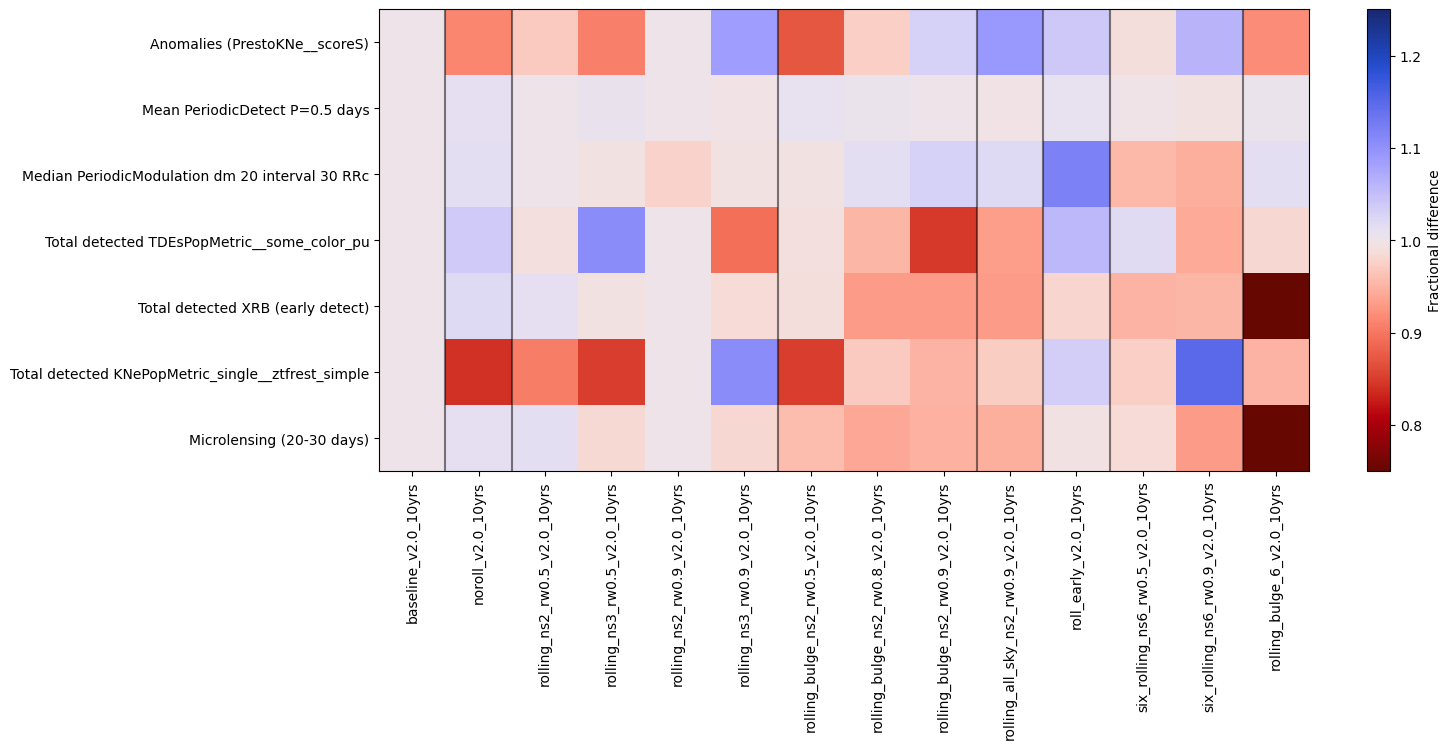 Anomalies (PrestoKNe__scoreS)
Mean PeriodicDetect P=0.5 days
Median PeriodicModulation dm 20 interval 30 RRc
Total detected TDEsPopMetric__some_color_pu
Total detected XRB (early detect)
Total detected KNePopMetric_single__ztfrest_simple
Microlensing (20-30 days)
baseline_v2.0_10yrs
noroll_v2.0_10yrs
rolling_ns2_rw0.5_v2.0_10yrs
rolling_ns3_rw0.5_v2.0_10yrs
rolling_ns2_rw0.9_v2.0_10yrs
rolling_ns3_rw0.9_v2.0_10yrs
rolling_bulge_ns2_rw0.5_v2.0_10yrs
rolling_bulge_ns2_rw0.8_v2.0_10yrs
rolling_bulge_ns2_rw0.9_v2.0_10yrs
rolling_all_sky_ns2_rw0.9_v2.0_10yrs
roll_early_v2.0_10yrs
six_rolling_ns6_rw0.5_v2.0_10yrs
six_rolling_ns6_rw0.9_v2.0_10yrs
rolling_bulge_6_v2.0_10yrs
1.2
1.1
1.0
0.9
0.8
Fractional difference